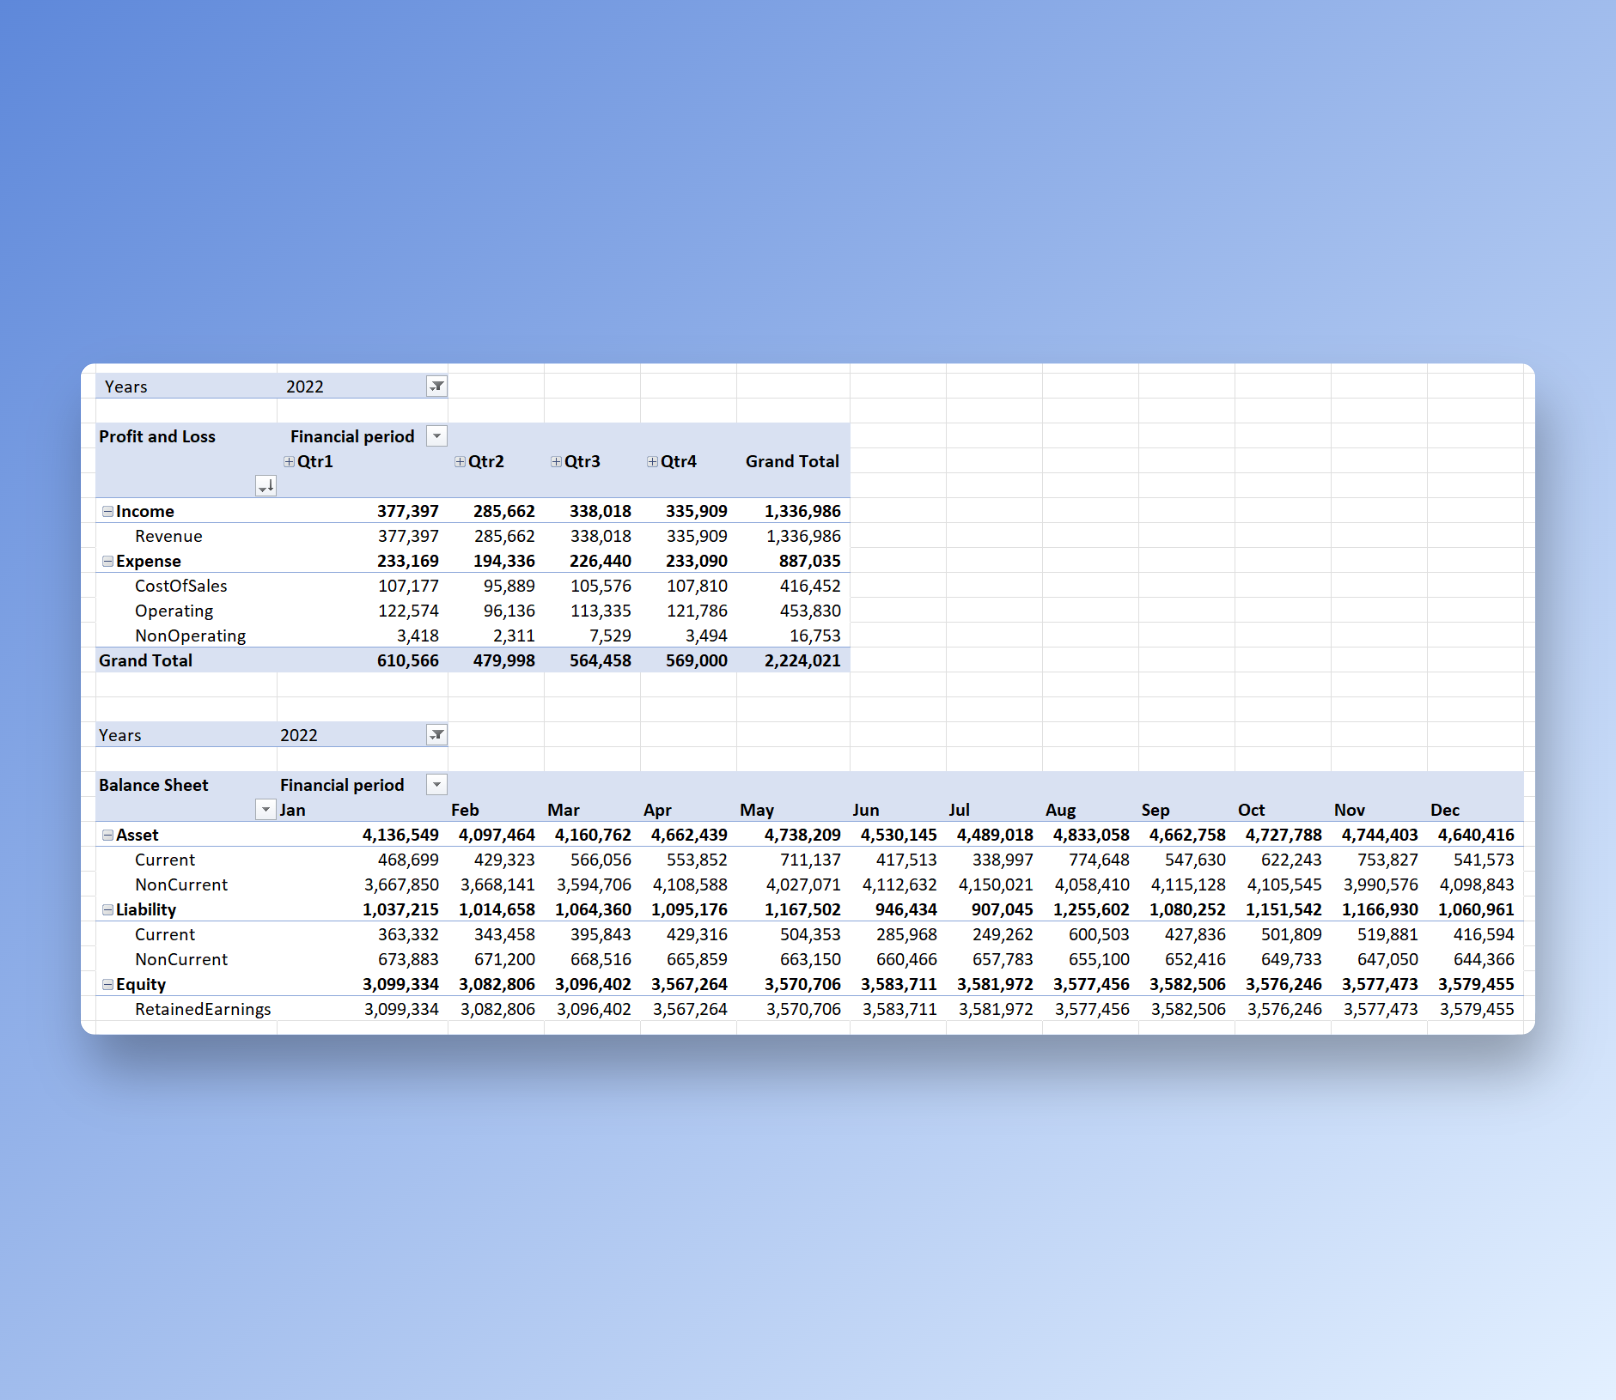 Years 2022
Profit and Loss Financial period
Qtr1 Qtr2 Qtr3 Qtr4 Grand Total
Income 377,397 285,662 338,018 335,909 1,336,986
Revenue 377,397 285,662 338,018 335,909 1,336,986
Expense 233,169 194,336 226,440 233,090 887,035
CostOfSales 107,177 95,889 105,576 107,810 416,452
Operating 122,574 96,136 113,335 121,786 453,830
NonOperating 3,418 2,311 7,529 3,494 16,753
Grand Total 610,566 479,998 564,458 569,000 2,224,021
Years 2022
Balance Sheet Financial period
Jan Feb Mar Apr May Jun Jul Aug Sep Oct Nov Dec
Asset 4,136,549 4,097,464 4,160,762 4,662,439 4,738,209 4,530,145 4,489,018 4,833,058 4,662,758 4,727,788 4,744,403 4,640,416
Current 468,699 429,323 566,056 553,852 711,137 417,513 338,997 774,648 547,630 622,243 753,827 541,573
NonCurrent 3,667,850 3,668,141 3,594,706 4,108,588 4,027,071 4,112,632 4,150,021 4,058,410 4,115,128 4,105,545 3,990,576 4,098,843
Liability 1,037,215 1,014,658 1,064,360 1,095,176 1,167,502 946,434 907,045 1,255,602 1,080,252 1,151,542 1,166,930 1,060,961
Current 363,332 343,458 395,843 429,316 504,353 285,968 249,262 600,503 427,836 501,809 519,881 416,594
NonCurrent 673,883 671,200 668,516 665,859 663,150 660,466 657,783 655,100 652,416 649,733 647,050 644,366
Equity 3,099,334 3,082,806 3,096,402 3,567,264 3,570,706 3,583,711 3,581,972 3,577,456 3,582,506 3,576,246 3,577,473 3,579,455
RetainedEarnings 3,099,334 3,082,806 3,096,402 3,567,264 3,570,706 3,583,711 3,581,972 3,577,456 3,582,506 3,576,246 3,577,473 3,579,455